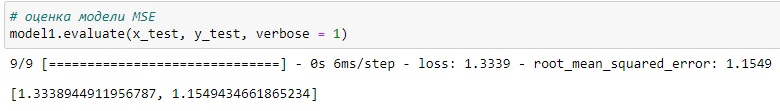 # оценка модели MSE
model1.evaluate(x_test, y_test, verbose = 1)
9/9 [==============================] - 0s 6ms/step - loss: 1.3339 - root_mean_squared_error: 1.1549
[1.3338944911956787, 1.1549434661865234]